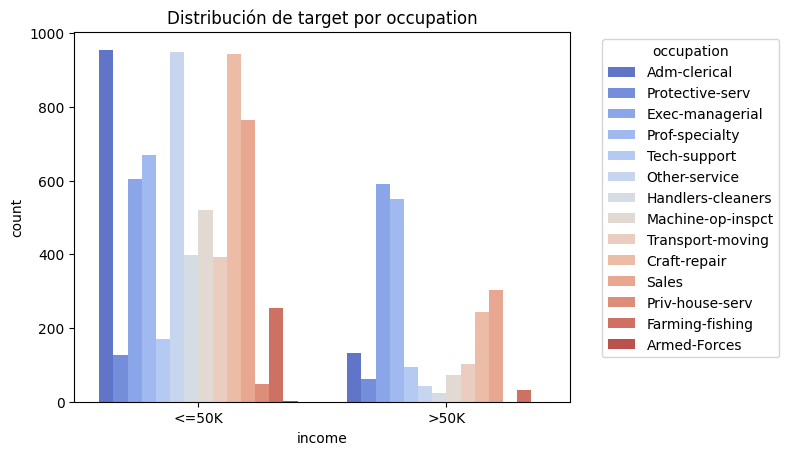 Distribución de target por occupation
count
1000
800
600
400
200
0
<=50K
>50K
income
occupation
Adm-clerical
Protective-serv
Exec-managerial
Prof-specialty
Tech-support
Other-service
Handlers-cleaners
Machine-op-inspct
Transport-moving
Craft-repair
Sales
Priv-house-serv
Farming-fishing
Armed-Forces